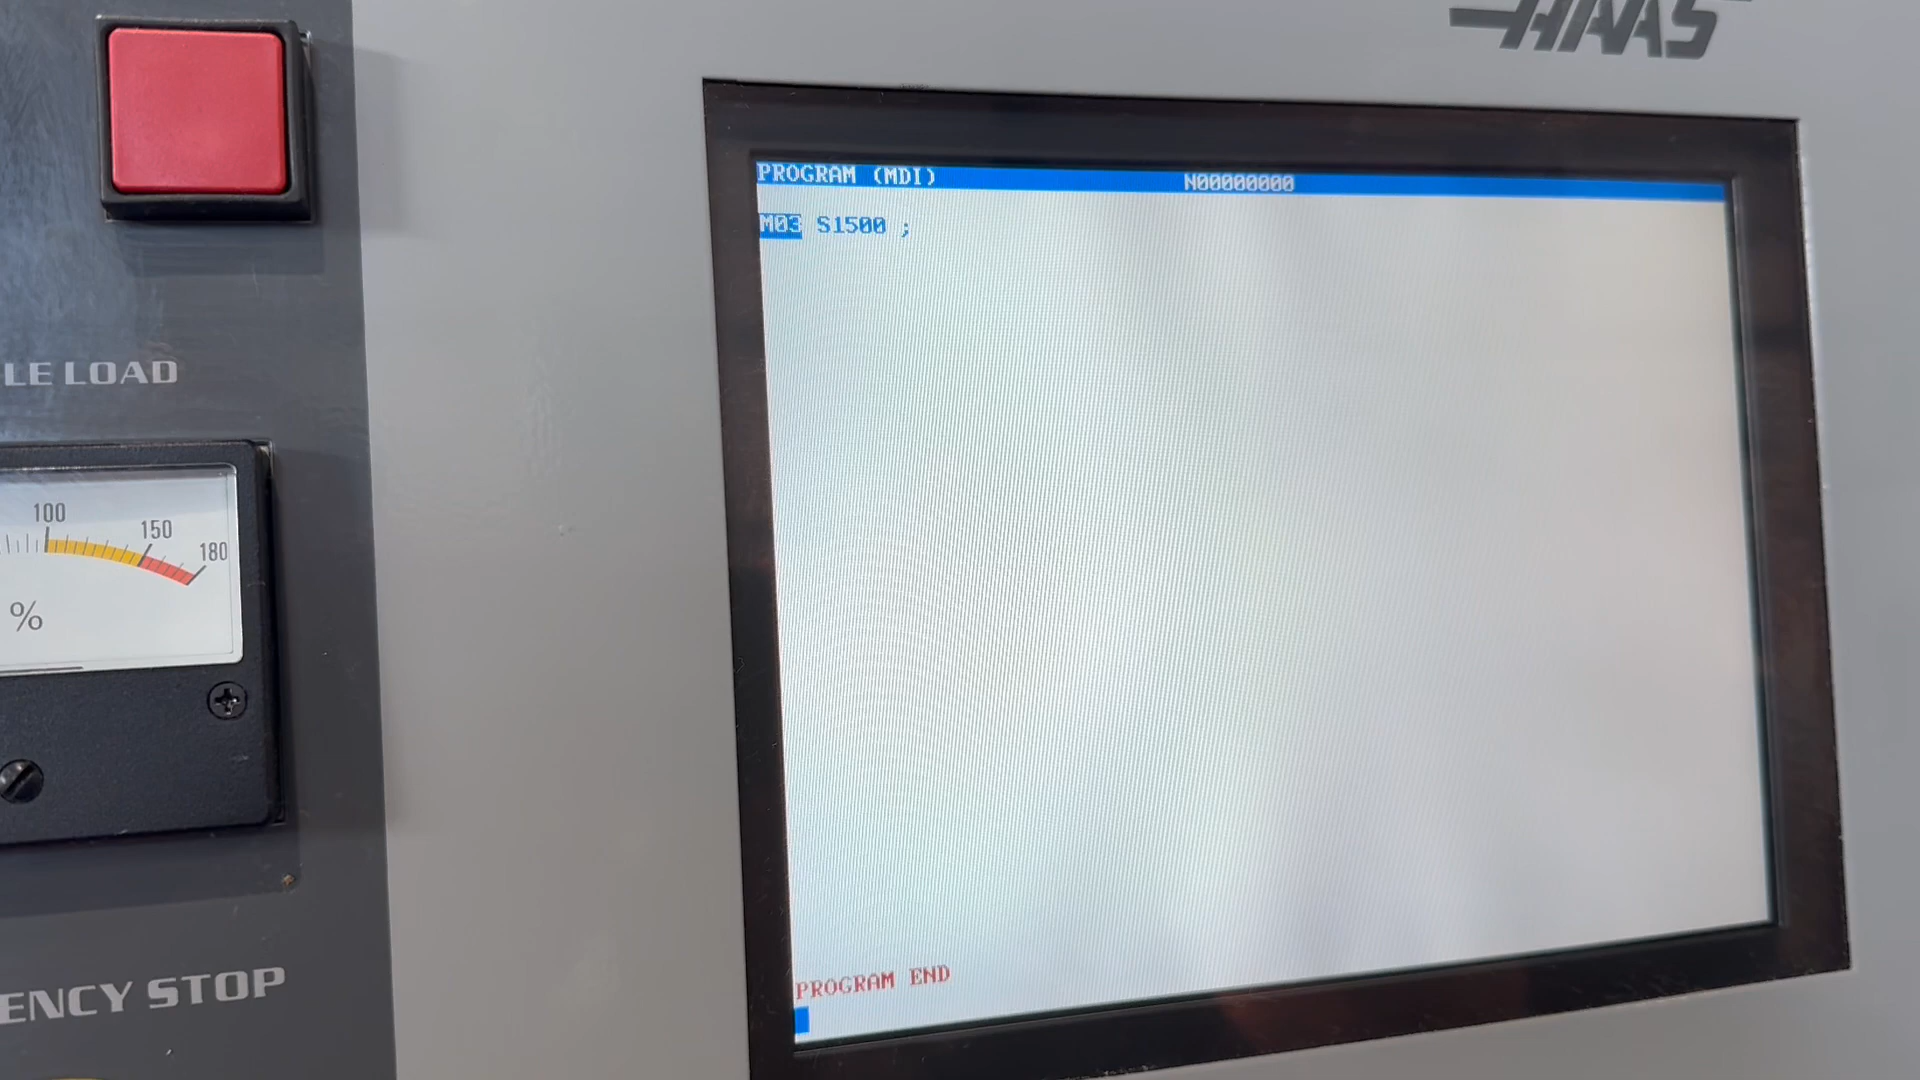 HAAS
PROGRAM (MDI) N00000000
M03 S1500 ;
LE LOAD
100
150
180
%
PROGRAM END
ENCY STOP